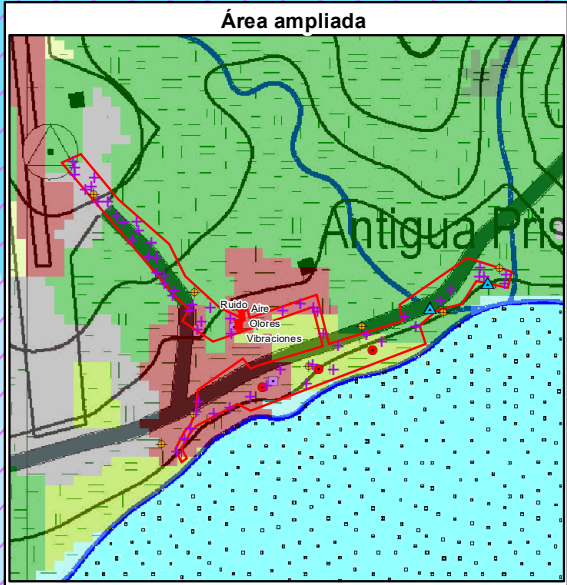 Área ampliada
Antigua Pris
Ruido
Aire
Olores
Vibraciones